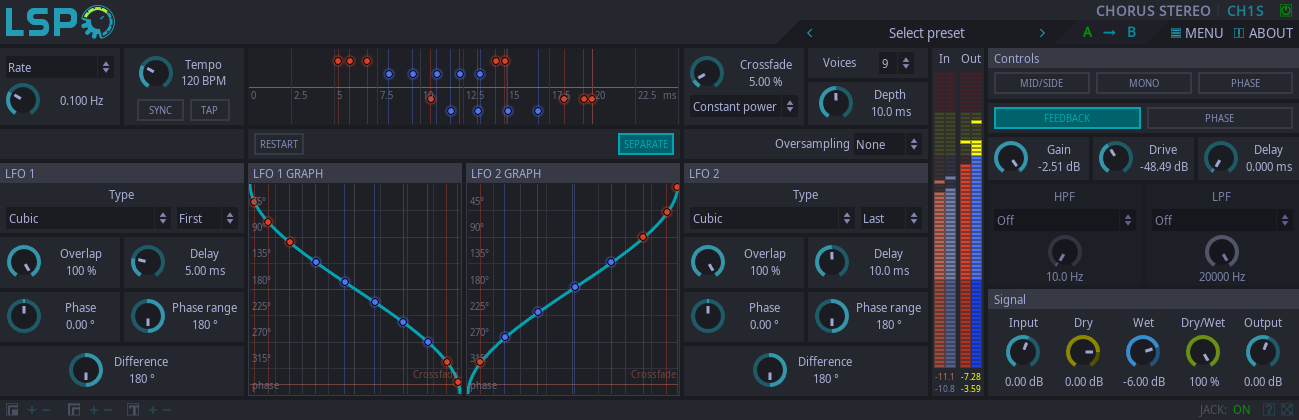 LSP
CHORUS STEREO CH1S
Select preset
A → B
MENU ABOUT
Rate
0.100 Hz
Tempo
120 BPM
SYNC TAP
0 2.5 5 7.5 10 12.5 15 17.5 20 22.5 ms
Crossfade
5.00 %
Constant power
Voices 9
Depth
10.0 ms
In Out
-11.1 -7.28
-10.8 -3.59
Controls
MID/SIDE MONO PHASE
FEEDBACK PHASE
Gain
-2.51 dB
Drive
-48.49 dB
Delay
0.000 ms
HPF LPF
Off Off
10.0 Hz 20000 Hz
RESTART SEPARATE
Oversampling None
LFO 1
Type
Cubic First
Overlap
100 %
Delay
5.00 ms
Phase
0.00 °
Phase range
180 °
Difference
180 °
LFO 1 GRAPH
45°
90°
135°
180°
225°
270°
315°
Crossfade
phase
LFO 2 GRAPH
45°
90°
135°
180°
225°
270°
315°
Crossfade
phase
LFO 2
Type
Cubic Last
Overlap
100 %
Delay
10.0 ms
Phase
0.00 °
Phase range
180 °
Difference
180 °
Signal
Input Dry Wet Dry/Wet Output
0.00 dB 0.00 dB -6.00 dB 100 % 0.00 dB
JACK: ON